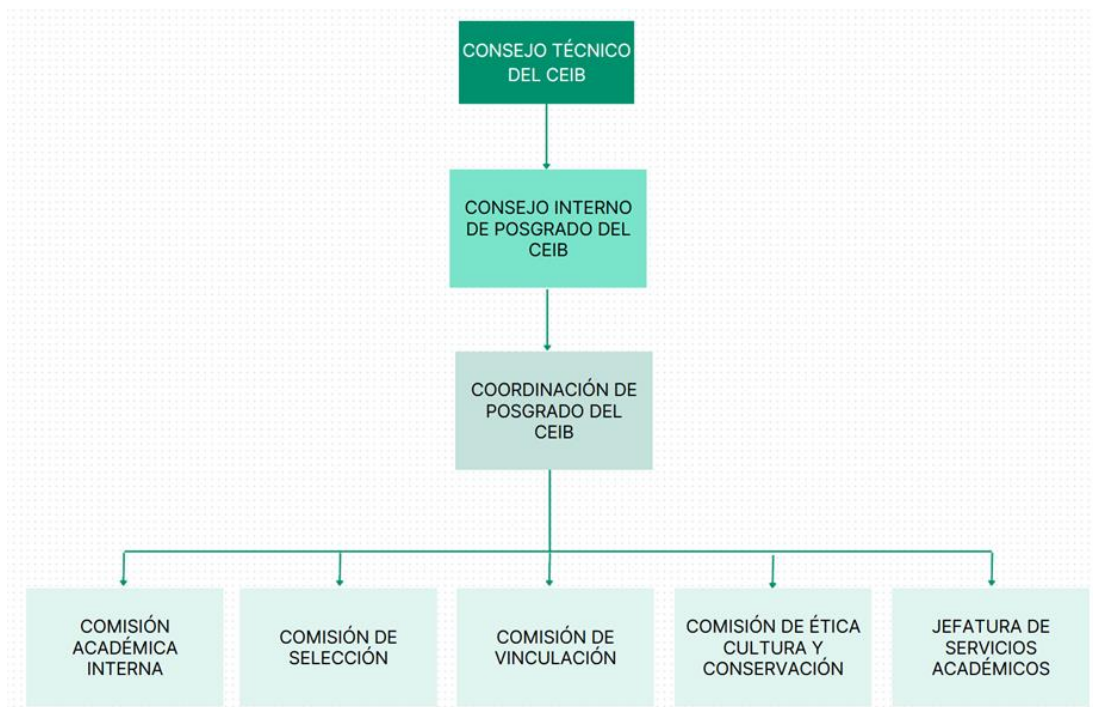 CONSEJO TÉCNICO
DEL CEIB
CONSEJO INTERNO
DE POSGRADO DEL
CEIB
COORDINACIÓN DE
POSGRADO DEL
CEIB
COMISIÓN
ACADÉMICA
INTERNA
COMISIÓN DE
SELECCIÓN
COMISIÓN DE
VINCULACIÓN
COMISIÓN DE ÉTICA
CULTURA Y
CONSERVACIÓN
JEFATURA DE
SERVICIOS
ACADÉMICOS